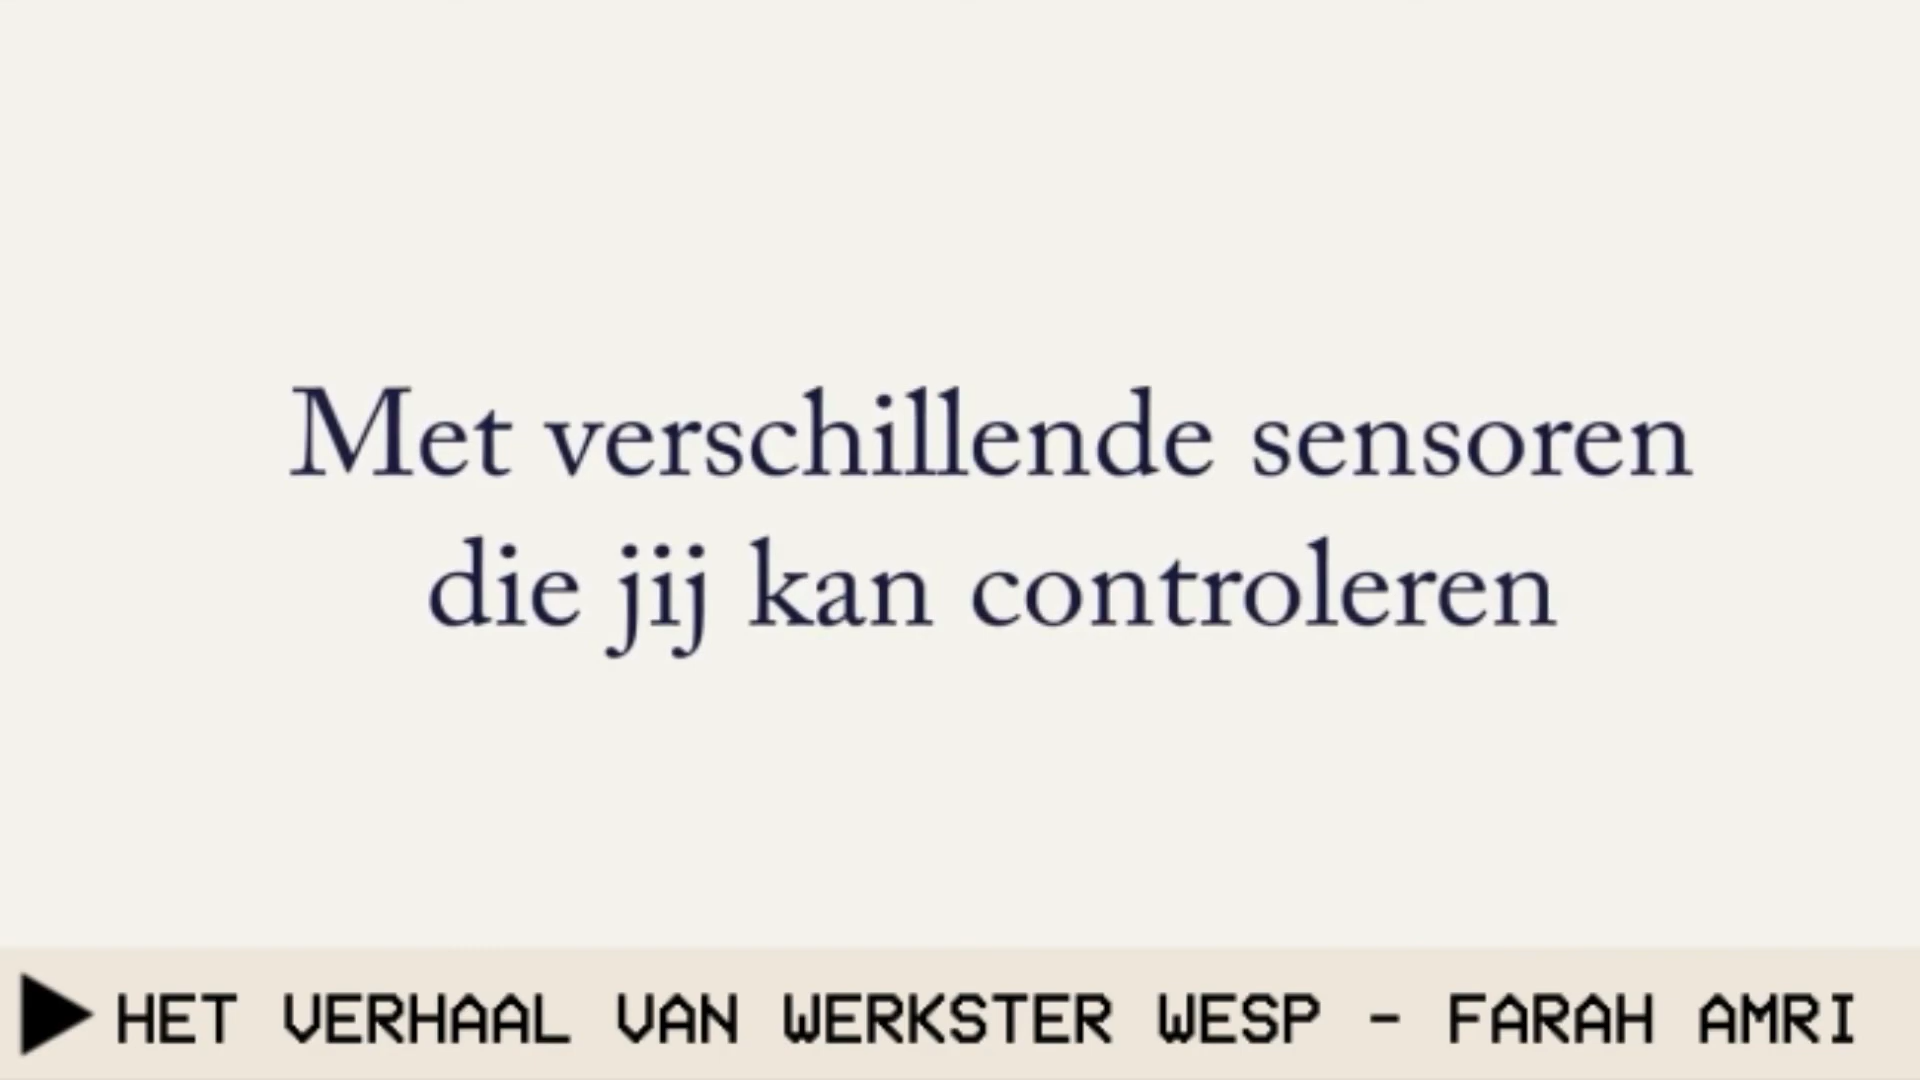 Met verschillende sensoren
die jij kan controleren
HET VERHAAL VAN WERKSTER WESP - FARAH AMRI